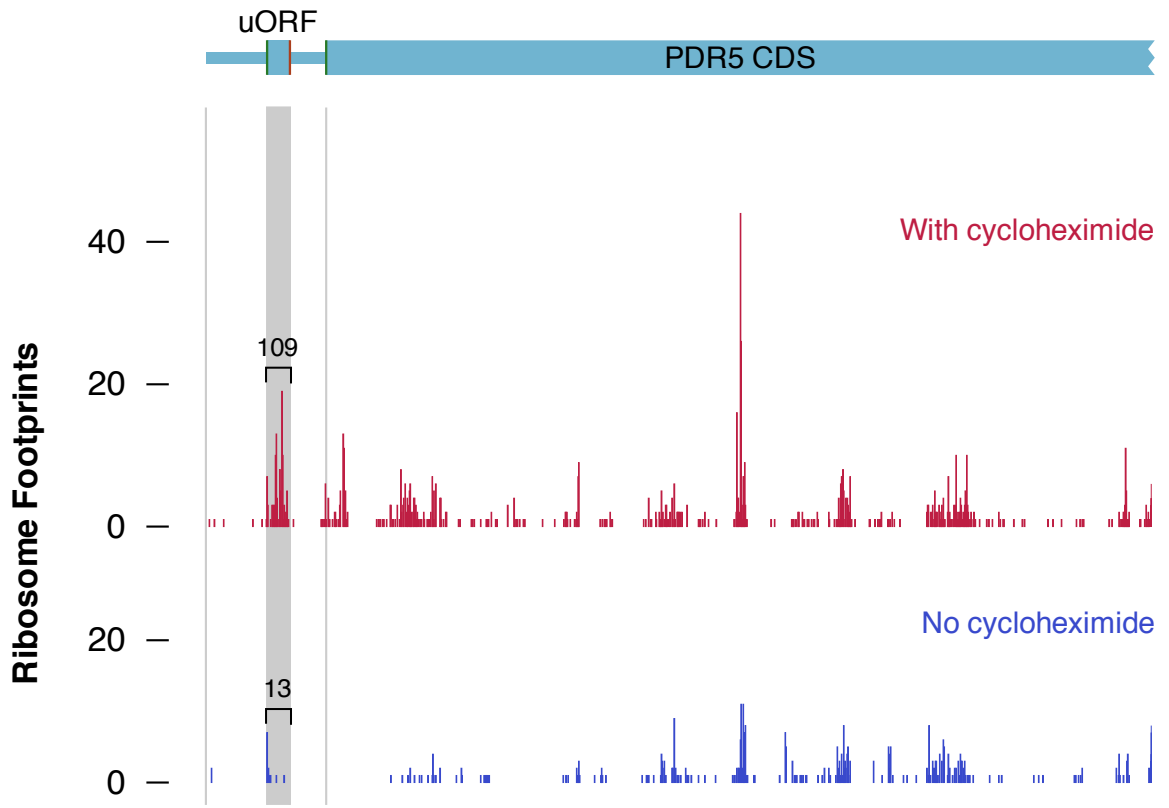 uORF
PDR5 CDS
With cycloheximide
40
109
20
0
Ribosome Footprints
No cycloheximide
20
13
0